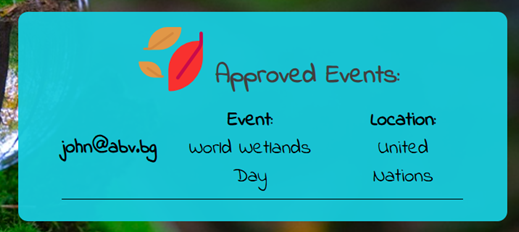 Approved Events:
Event: Location:
john@abv.bg World Wetlands United
Day Nations